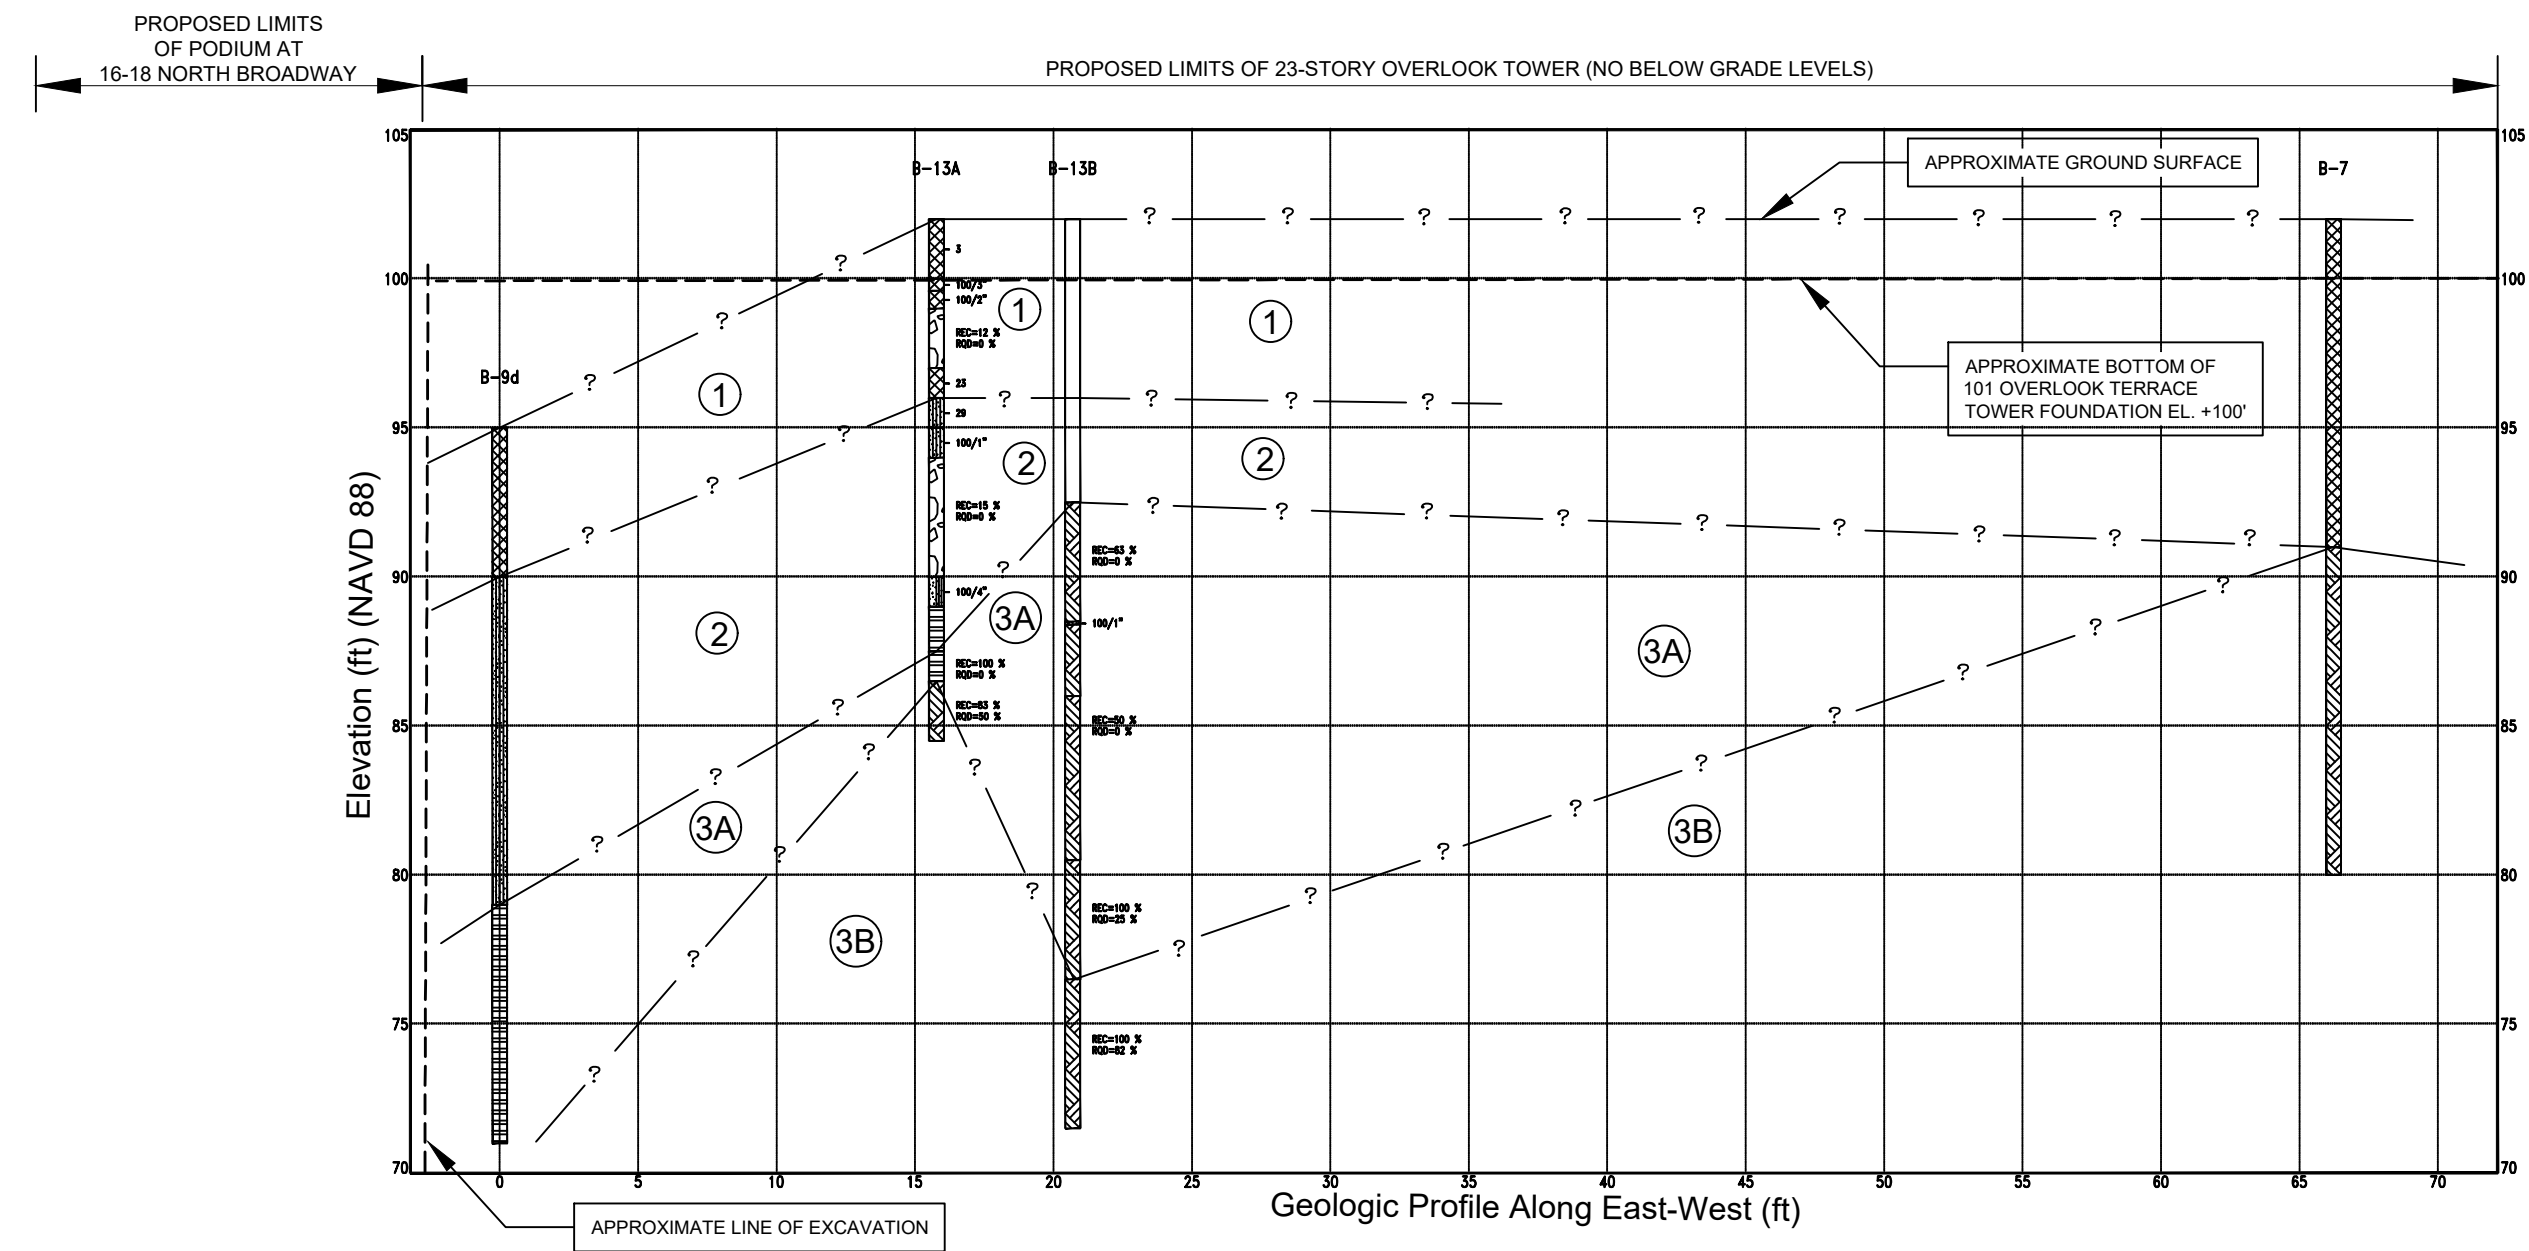 PROPOSED LIMITS
OF PODIUM AT
16-18 NORTH BROADWAY
PROPOSED LIMITS OF 23-STORY OVERLOOK TOWER (NO BELOW GRADE LEVELS)
105
105
B-13A
B-13B
B-7
APPROXIMATE GROUND SURFACE
? ? ? ? ? ? ? ? ?
3
?
100
100
100/3"
100/2"
1
1
?
REC=12 %
RQD=0 %
APPROXIMATE BOTTOM OF
101 OVERLOOK TERRACE
TOWER FOUNDATION EL. +100'
B-9d
?
23
1
? ? ? ?
29
95
95
?
100/1"
2
2
?
REC=15 %
RQD=0 %
? ? ? ? ? ? ? ? ?
?
REC=63 %
RQD=0 %
?
90
90
100/4"
?
3A
100/1"
2
?
3A
REC=100 %
RQD=0 %
?
?
REC=83 %
RQD=50 %
REC=50 %
RQD=0 %
?
85
85
?
?
?
?
?
3A
3B
?
?
?
80
80
?
?
REC=100 %
RQD=25 %
3B
?
?
75
75
REC=100 %
RQD=82 %
?
70
70
0 5 10 15 20 25 30 35 40 45 50 55 60 65 70
Elevation (ft) (NAVD 88)
Geologic Profile Along East-West (ft)
APPROXIMATE LINE OF EXCAVATION